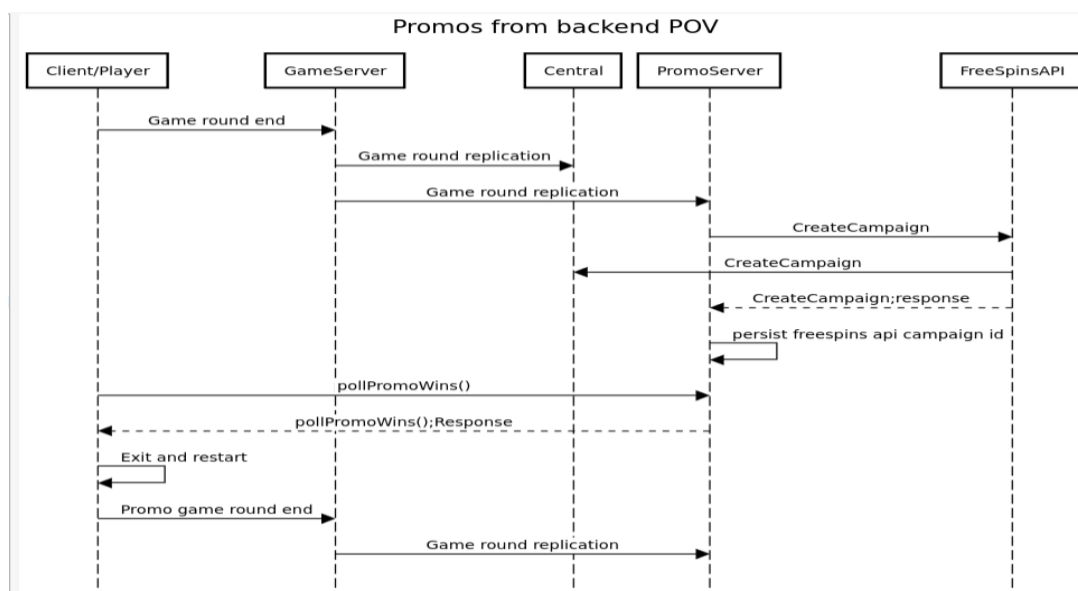 Promos from backend POV
Client/Player
GameServer
Central
PromoServer
FreeSpinsAPI
Game round end
Game round replication
Game round replication
CreateCampaign
CreateCampaign
CreateCampaign;response
persist freespins api campaign id
pollPromoWins()
pollPromoWins();Response
Exit and restart
Promo game round end
Game round replication